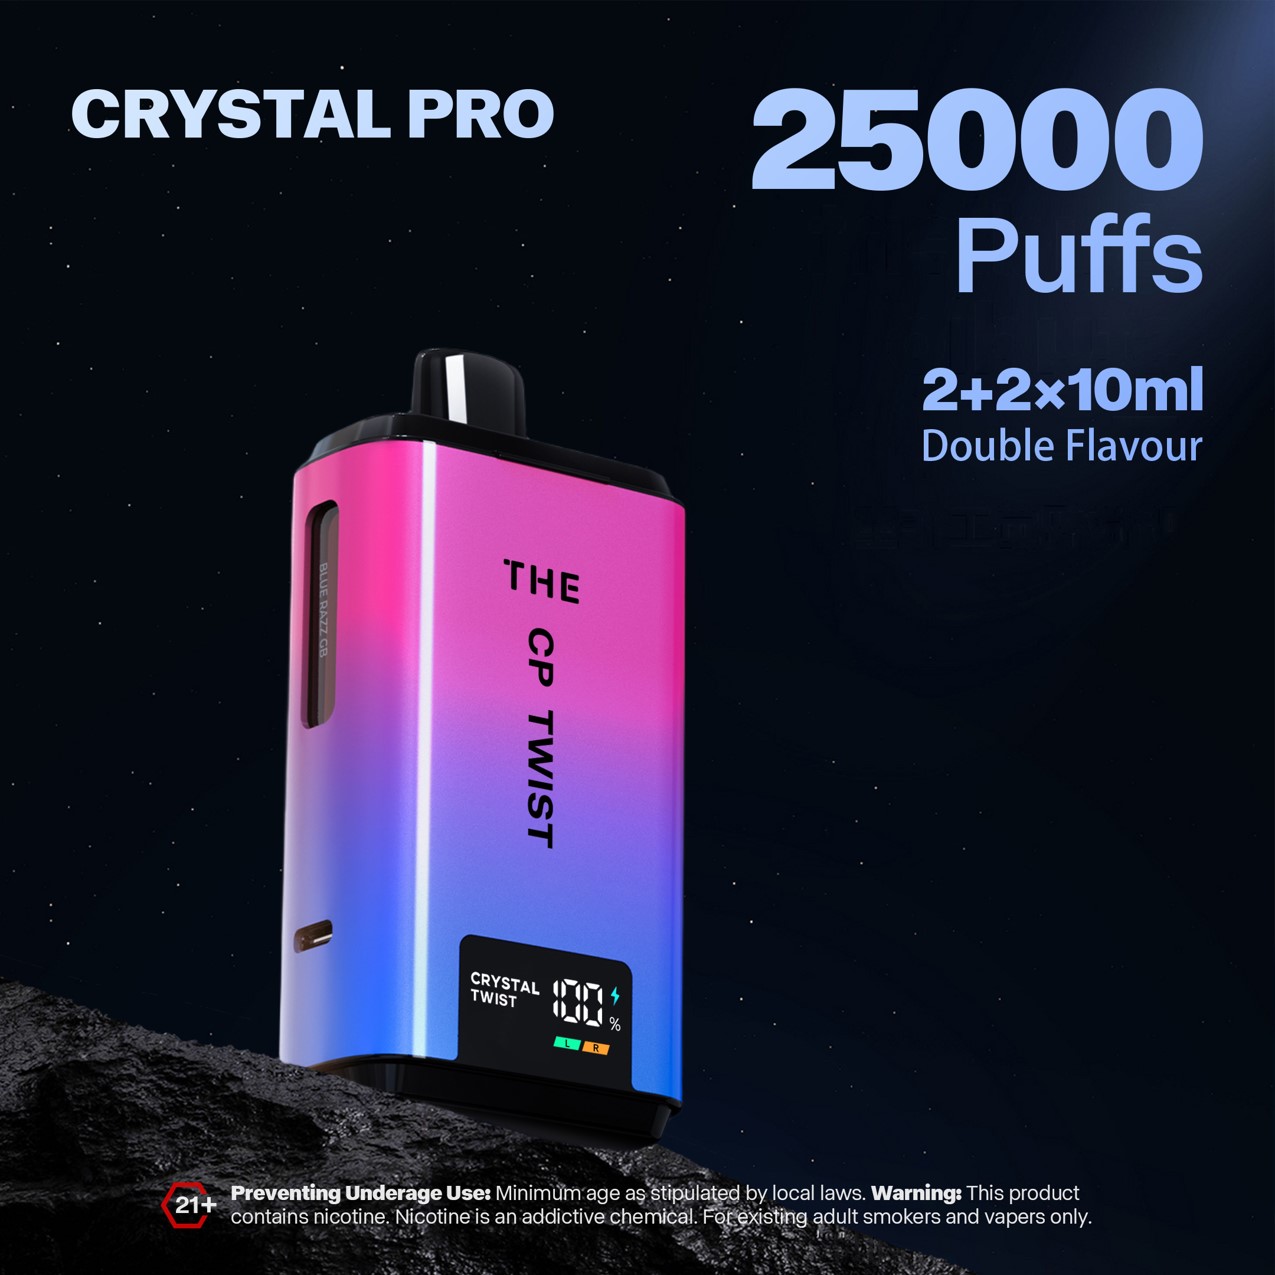 CRYSTAL PRO
25000
Puffs
2+2×10ml
Double Flavour
BLUE RAZZ GB
THE
CP TWIST
CRYSTAL
TWIST
100
%
L R
21+
Preventing Underage Use: Minimum age as stipulated by local laws. Warning: This product
contains nicotine. Nicotine is an addictive chemical. For existing adult smokers and vapers only.